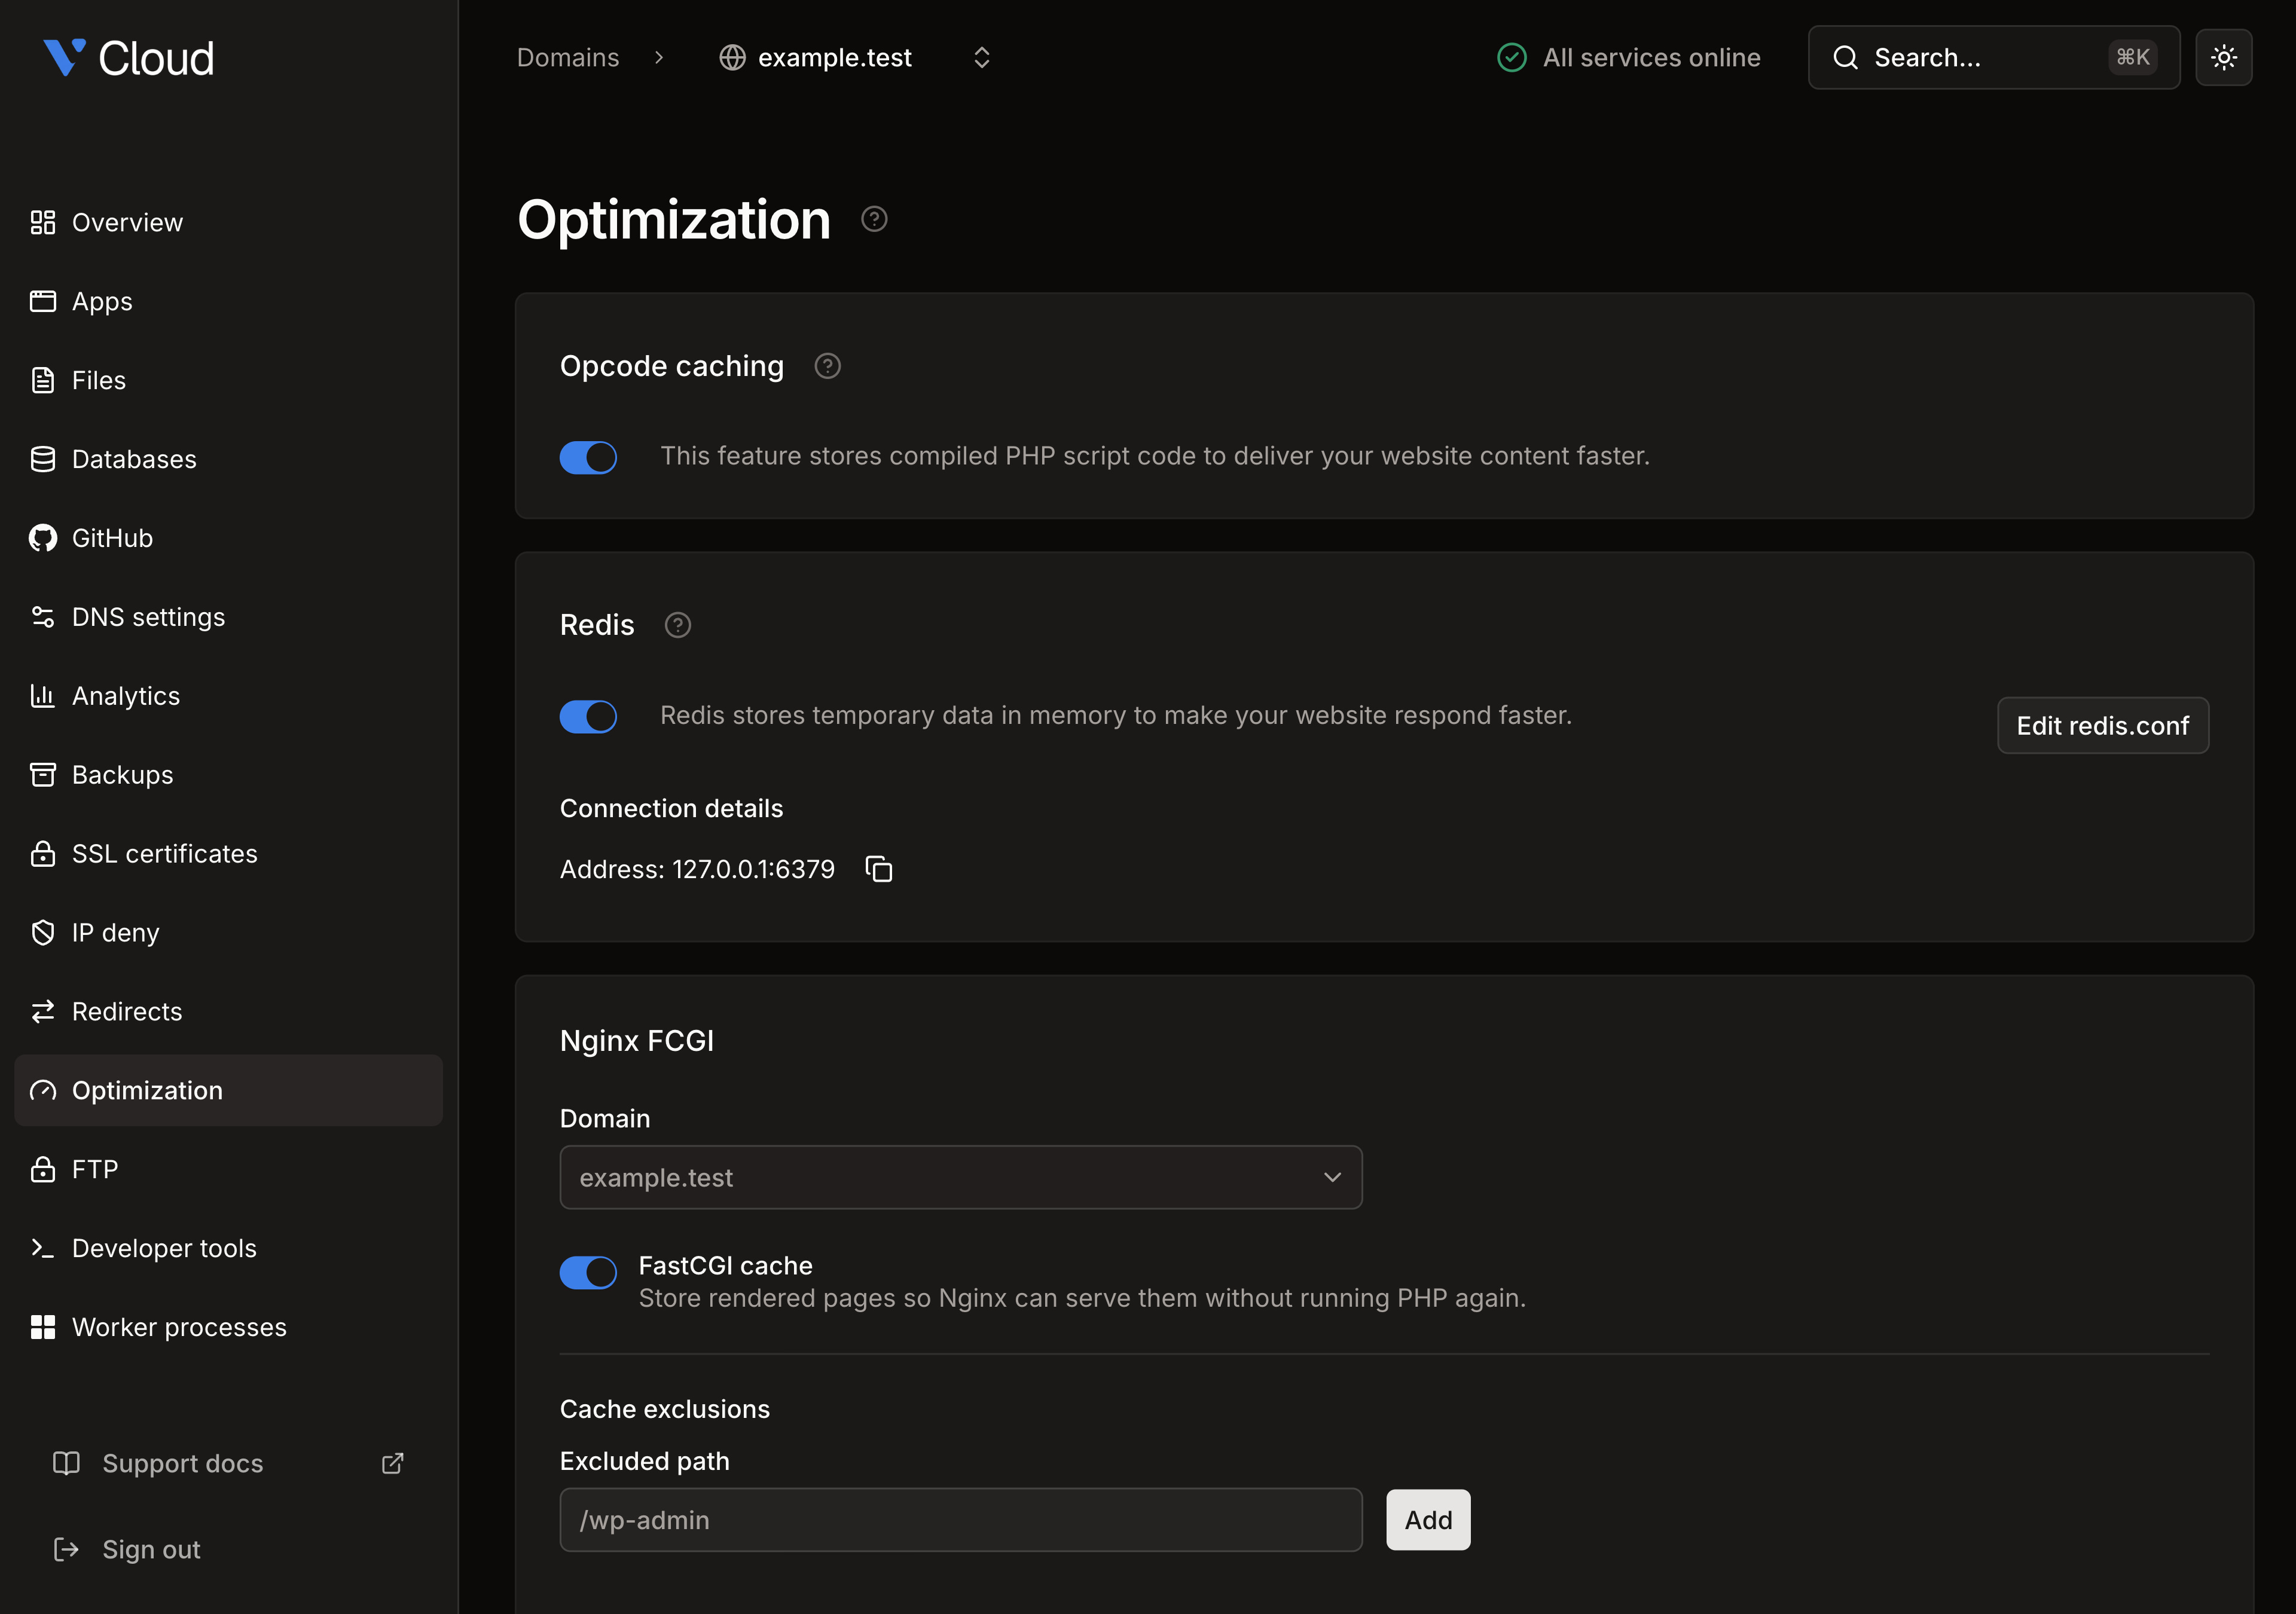 Cloud
Domains
example.test
All services online
Search...
⌘K
Overview
Apps
Files
Databases
GitHub
DNS settings
Analytics
Backups
SSL certificates
IP deny
Redirects
Optimization
FTP
Developer tools
Worker processes
Support docs
Sign out
Optimization
Opcode caching
This feature stores compiled PHP script code to deliver your website content faster.
Redis
Redis stores temporary data in memory to make your website respond faster.
Edit redis.conf
Connection details
Address: 127.0.0.1:6379
Nginx FCGI
Domain
example.test
FastCGI cache
Store rendered pages so Nginx can serve them without running PHP again.
Cache exclusions
Excluded path
/wp-admin
Add